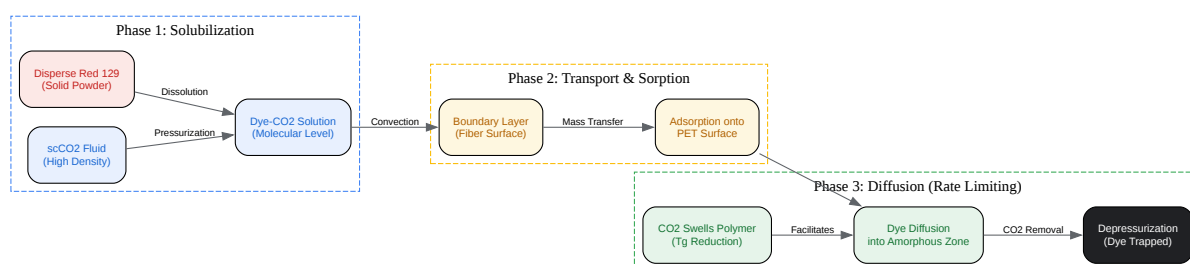 Phase 1: Solubilization
Disperse Red 129
(Solid Powder)
Dissolution
scCO2 Fluid
(High Density)
Pressurization
Dye-CO2 Solution
(Molecular Level)
Convection
Phase 2: Transport & Sorption
Boundary Layer
(Fiber Surface)
Mass Transfer
Adsorption onto
PET Surface
Phase 3: Diffusion (Rate Limiting)
CO2 Swells Polymer
(Tg Reduction)
Facilitates
Dye Diffusion
into Amorphous Zone
CO2 Removal
Depressurization
(Dye Trapped)